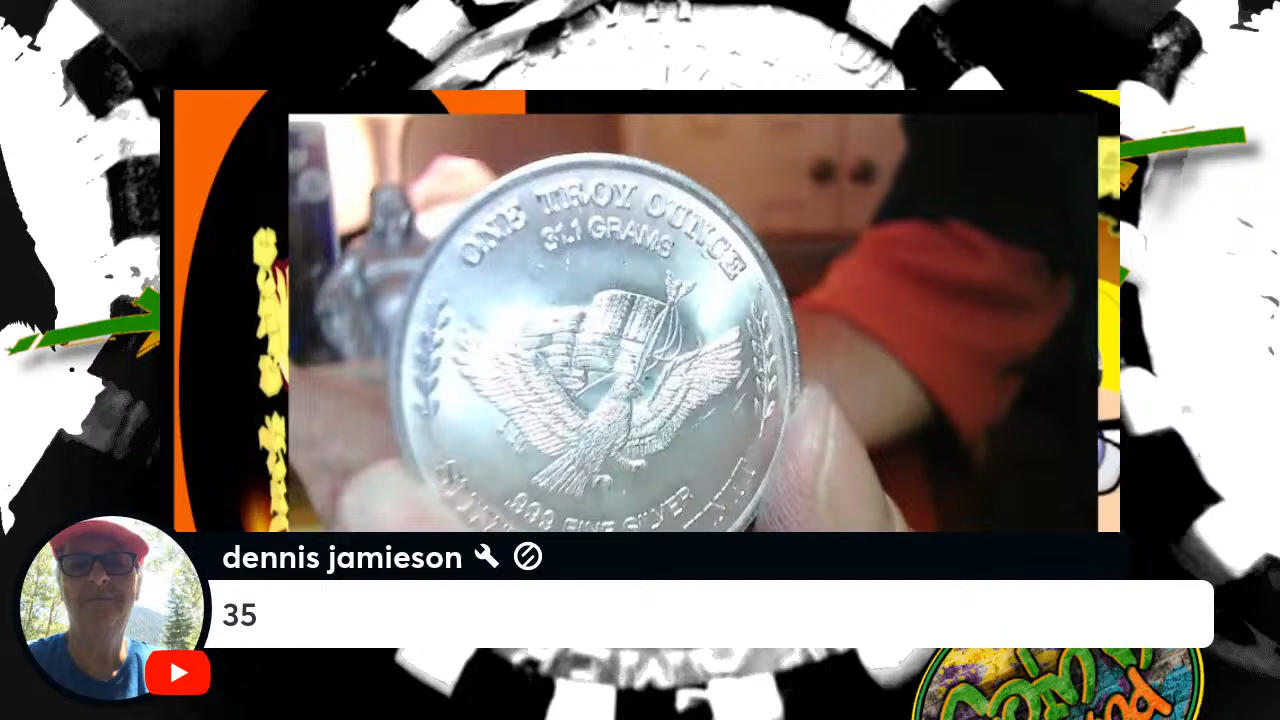 ONE TROY OUNCE
31.1 GRAMS
.999 FINE SILVER
dennis jamieson
35